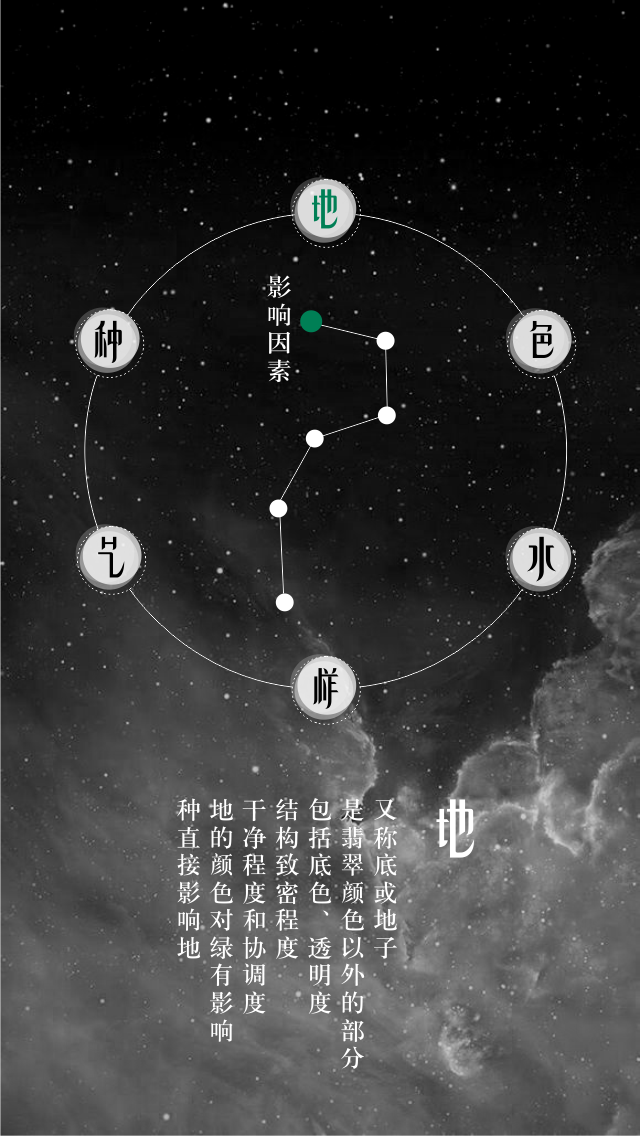 地
种
色
影响因素
水
样
地
又称底或地子
是翡翠颜色以外的部分
包括底色、透明度
结构致密程度
干净程度和协调度
地的颜色对绿有影响
种直接影响地